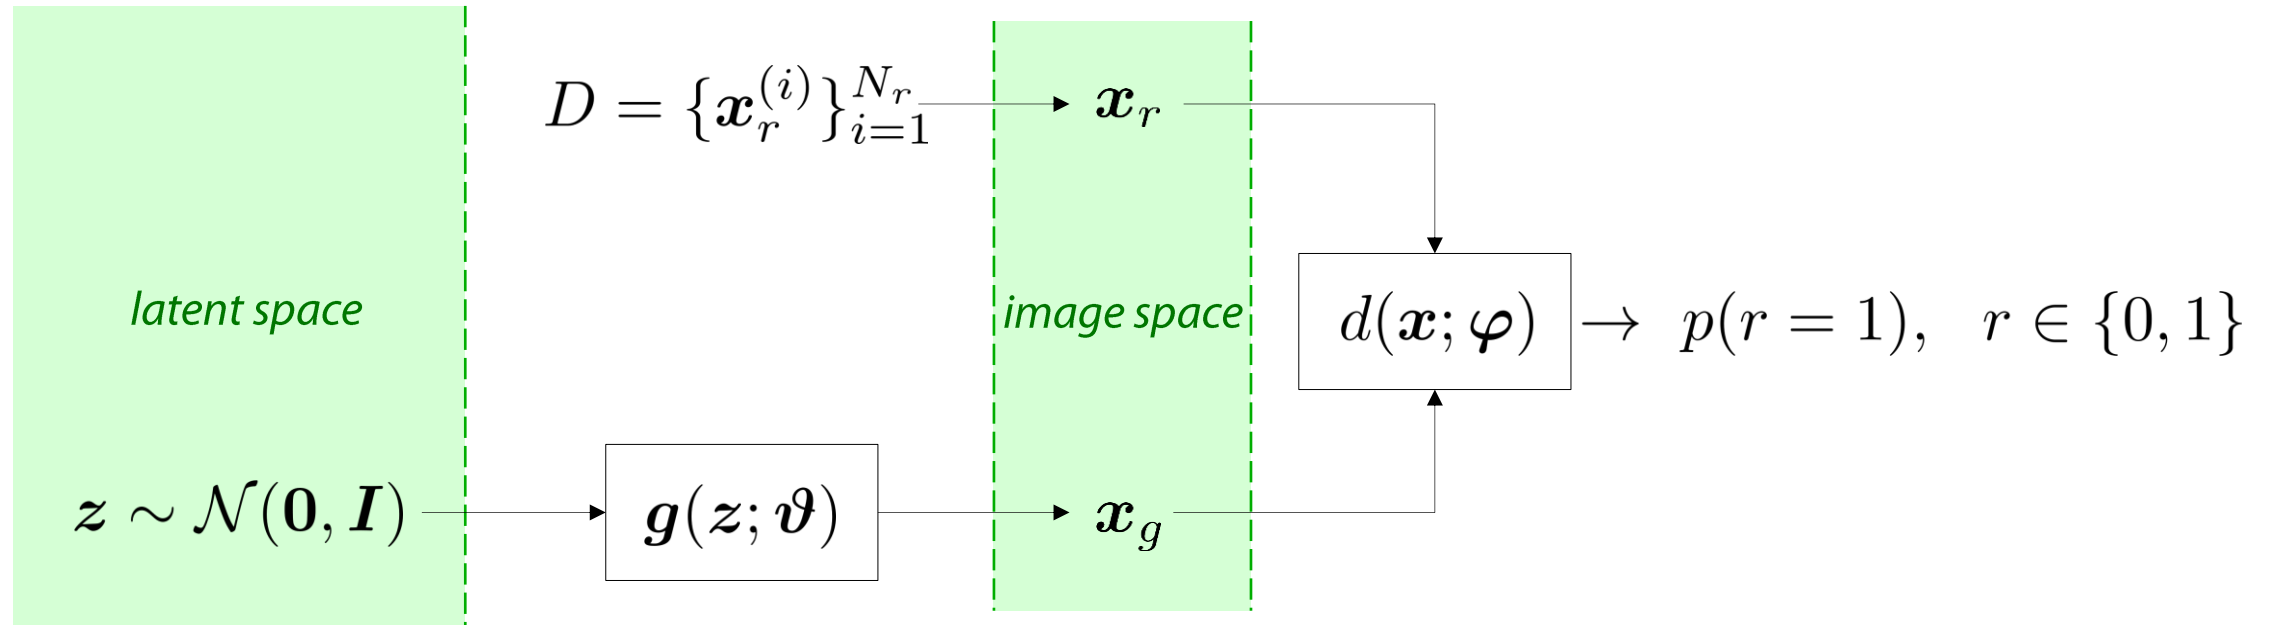 D = {x_r^{(i)}}_{i=1}^{N_r}
x_r
latent space
image space
d(x; φ) → p(r = 1), r ∈ {0, 1}
z ∼ 𝒩(0, I)
g(z; ϑ)
x_g